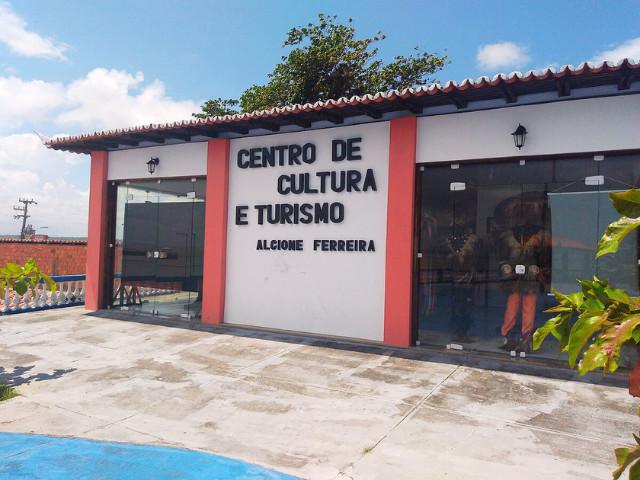 CENTRO DE
CULTURA
E TURISMO
ALCIONE FERREIRA